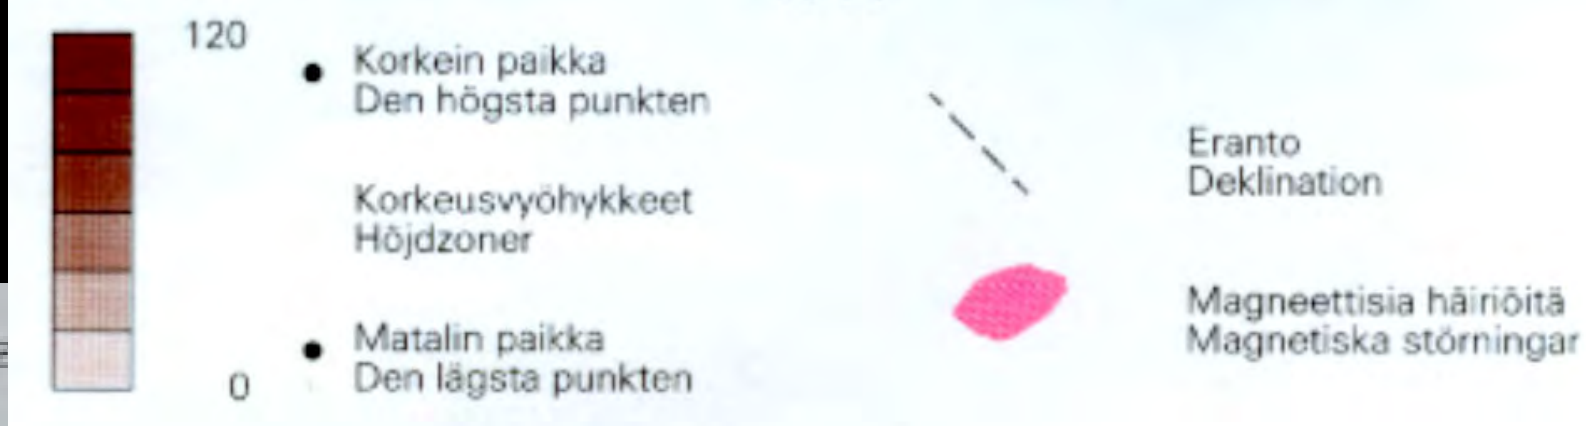 120
Korkein paikka
Den högsta punkten
Korkeusvyöhykkeet
Höjdzoner
Matalin paikka
Den lägsta punkten
0
Eranto
Deklination
Magneettisia häiriöitä
Magnetiska störningar